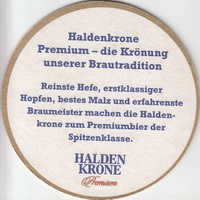 Haldenkrone
Premium – die Krönung
unserer Brautradition
Reinste Hefe, erstklassiger
Hopfen, bestes Malz und erfahrenste
Braumeister machen die Halden-
krone zum Premiumbier der
Spitzenklasse.
HALDEN
KRONE
Premium